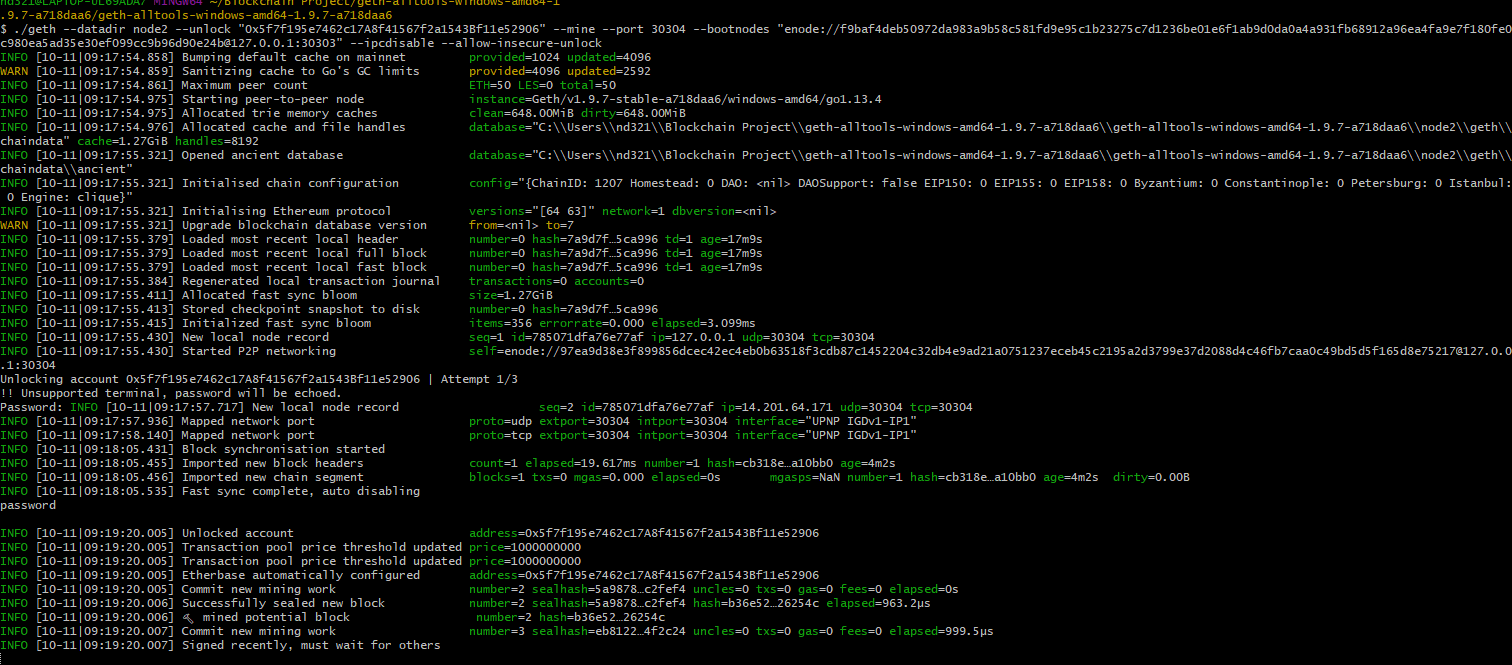 nd321@LAPTOP-0L69ADA7 MINGW64 ~/Blockchain Project/geth-alltools-windows-amd64-1
.9.7-a718daa6/geth-alltools-windows-amd64-1.9.7-a718daa6
$ ./geth --datadir node2 --unlock "0x5f7f195e7462c17A8f41567f2a1543Bf11e52906" --mine --port 30304 --bootnodes "enode://f9baf4deb50972da983a9b58c581fd9e95c1b23275c7d1236be01e6f1ab9d0da0a4a931fb68912a96ea4fa9e7f180fe0
c980ea5ad35e30ef099cc9b96d90e24b@127.0.0.1:30303" --ipcdisable --allow-insecure-unlock
INFO [10-11|09:17:54.858] Bumping default cache on mainnet provided=1024 updated=4096
WARN [10-11|09:17:54.859] Sanitizing cache to Go's GC limits provided=4096 updated=2592
INFO [10-11|09:17:54.861] Maximum peer count ETH=50 LES=0 total=50
INFO [10-11|09:17:54.975] Starting peer-to-peer node instance=Geth/v1.9.7-stable-a718daa6/windows-amd64/go1.13.4
INFO [10-11|09:17:54.975] Allocated trie memory caches clean=648.00MiB dirty=648.00MiB
INFO [10-11|09:17:54.976] Allocated cache and file handles database="C:\\Users\\nd321\\Blockchain Project\\geth-alltools-windows-amd64-1.9.7-a718daa6\\geth-alltools-windows-amd64-1.9.7-a718daa6\\node2\\geth\\
chaindata" cache=1.27GiB handles=8192
INFO [10-11|09:17:55.321] Opened ancient database database="C:\\Users\\nd321\\Blockchain Project\\geth-alltools-windows-amd64-1.9.7-a718daa6\\geth-alltools-windows-amd64-1.9.7-a718daa6\\node2\\geth\\
chaindata\\ancient"
INFO [10-11|09:17:55.321] Initialised chain configuration config="{ChainID: 1207 Homestead: 0 DAO: <nil> DAOSupport: false EIP150: 0 EIP155: 0 EIP158: 0 Byzantium: 0 Constantinople: 0 Petersburg: 0 Istanbul:
0 Engine: clique}"
INFO [10-11|09:17:55.321] Initialising Ethereum protocol versions="[64 63]" network=1 dbversion=<nil>
WARN [10-11|09:17:55.321] Upgrade blockchain database version from=<nil> to=7
INFO [10-11|09:17:55.379] Loaded most recent local header number=0 hash=7a9d7f…5ca996 td=1 age=17m9s
INFO [10-11|09:17:55.379] Loaded most recent local full block number=0 hash=7a9d7f…5ca996 td=1 age=17m9s
INFO [10-11|09:17:55.379] Loaded most recent local fast block number=0 hash=7a9d7f…5ca996 td=1 age=17m9s
INFO [10-11|09:17:55.384] Regenerated local transaction journal transactions=0 accounts=0
INFO [10-11|09:17:55.411] Allocated fast sync bloom size=1.27GiB
INFO [10-11|09:17:55.413] Stored checkpoint snapshot to disk number=0 hash=7a9d7f…5ca996
INFO [10-11|09:17:55.415] Initialized fast sync bloom items=356 errorrate=0.000 elapsed=3.099ms
INFO [10-11|09:17:55.430] New local node record seq=1 id=785071dfa76e77af ip=127.0.0.1 udp=30304 tcp=30304
INFO [10-11|09:17:55.430] Started P2P networking self=enode://97ea9d38e3f899856dcec42ec4eb0b63518f3cdb87c1452204c32db4e9ad21a0751237eceb45c2195a2d3799e37d2088d4c46fb7caa0c49bd5d5f165d8e75217@127.0.0
.1:30304
Unlocking account 0x5f7f195e7462c17A8f41567f2a1543Bf11e52906 | Attempt 1/3
!! Unsupported terminal, password will be echoed.
Password: INFO [10-11|09:17:57.717] New local node record seq=2 id=785071dfa76e77af ip=14.201.64.171 udp=30304 tcp=30304
INFO [10-11|09:17:57.936] Mapped network port proto=udp extport=30304 intport=30304 interface="UPNP IGDv1-IP1"
INFO [10-11|09:17:58.140] Mapped network port proto=tcp extport=30304 intport=30304 interface="UPNP IGDv1-IP1"
INFO [10-11|09:18:05.431] Block synchronisation started
INFO [10-11|09:18:05.455] Imported new block headers count=1 elapsed=19.617ms number=1 hash=cb318e…a10bb0 age=4m2s
INFO [10-11|09:18:05.456] Imported new chain segment blocks=1 txs=0 mgas=0.000 elapsed=0s mgasps=NaN number=1 hash=cb318e…a10bb0 age=4m2s dirty=0.00B
INFO [10-11|09:18:05.535] Fast sync complete, auto disabling
password
INFO [10-11|09:19:20.005] Unlocked account address=0x5f7f195e7462c17A8f41567f2a1543Bf11e52906
INFO [10-11|09:19:20.005] Transaction pool price threshold updated price=1000000000
INFO [10-11|09:19:20.005] Transaction pool price threshold updated price=1000000000
INFO [10-11|09:19:20.005] Etherbase automatically configured address=0x5f7f195e7462c17A8f41567f2a1543Bf11e52906
INFO [10-11|09:19:20.005] Commit new mining work number=2 sealhash=5a9878…c2fef4 uncles=0 txs=0 gas=0 fees=0 elapsed=0s
INFO [10-11|09:19:20.006] Successfully sealed new block number=2 sealhash=5a9878…c2fef4 hash=b36e52…26254c elapsed=963.2µs
INFO [10-11|09:19:20.006] 🔨 mined potential block number=2 hash=b36e52…26254c
INFO [10-11|09:19:20.007] Commit new mining work number=3 sealhash=eb8122…4f2c24 uncles=0 txs=0 gas=0 fees=0 elapsed=999.5µs
INFO [10-11|09:19:20.007] Signed recently, must wait for others